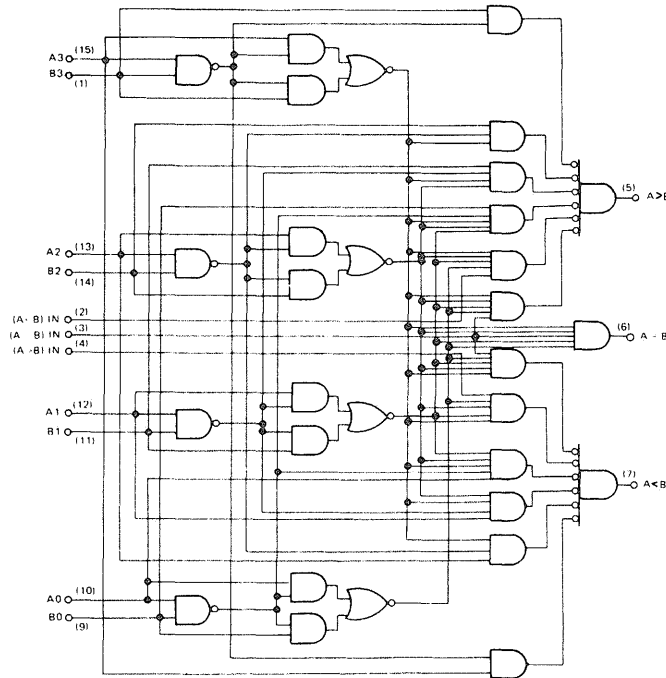 A3 (15)
B3 (1)
(5) A>B
A2 (13)
B2 (14)
(A · B) IN (2)
(A B) IN (3)
(A ·B) IN (4)
(6) A - B
A1 (12)
B1 (11)
(7) A<B
A0 (10)
B0 (9)